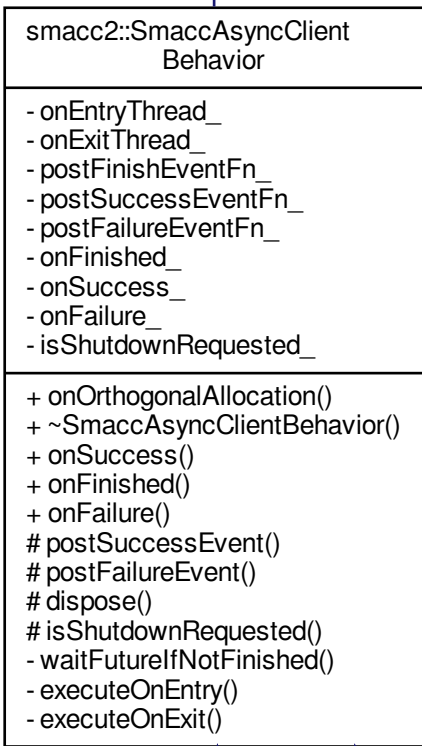 smacc2::SmaccAsyncClient
Behavior
- onEntryThread_
- onExitThread_
- postFinishEventFn_
- postSuccessEventFn_
- postFailureEventFn_
- onFinished_
- onSuccess_
- onFailure_
- isShutdownRequested_
+ onOrthogonalAllocation()
+ ~SmaccAsyncClientBehavior()
+ onSuccess()
+ onFinished()
+ onFailure()
# postSuccessEvent()
# postFailureEvent()
# dispose()
# isShutdownRequested()
- waitFutureIfNotFinished()
- executeOnEntry()
- executeOnExit()